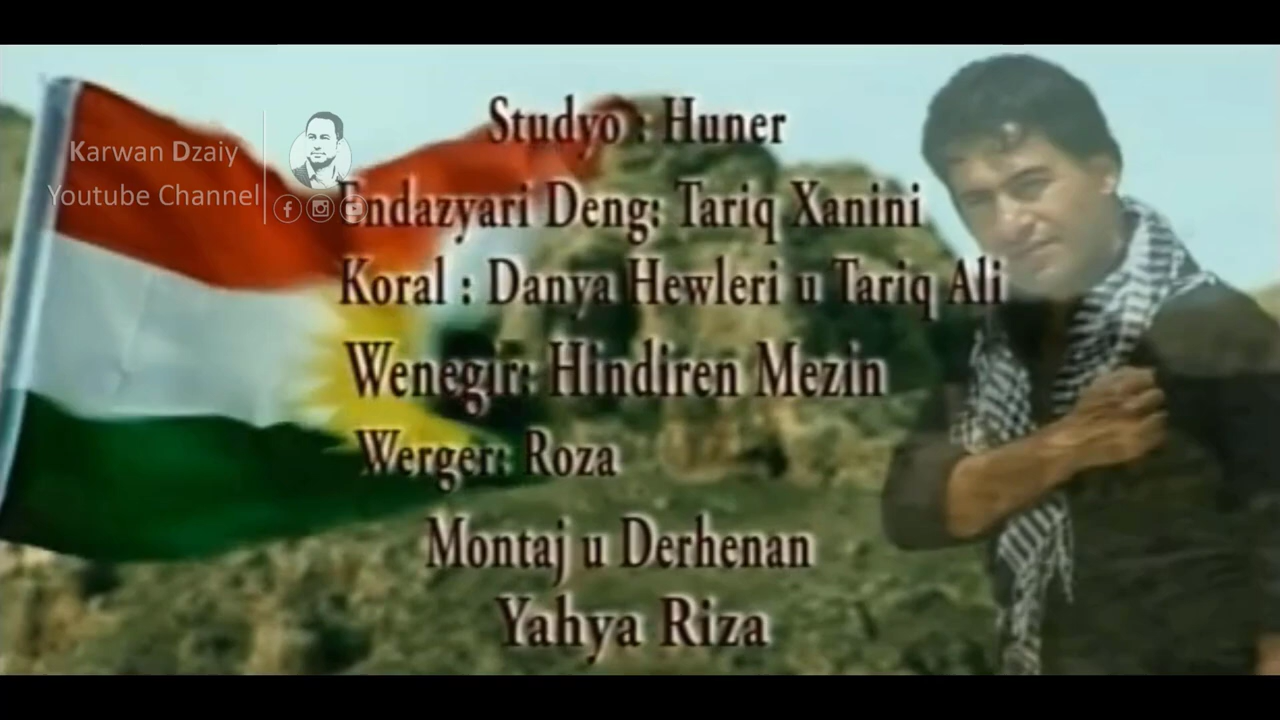 Karwan Dzaiy
Youtube Channel
Studyo : Huner
Endazyari Deng: Tariq Xanini
Koral : Danya Hewleri u Tariq Ali
Wenegir: Hindiren Mezin
Werger: Roza
Montaj u Derhenan
Yahya Riza